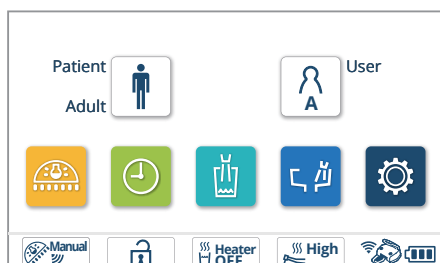 Patient
User
Adult
A
Manual
Heater
OFF
High